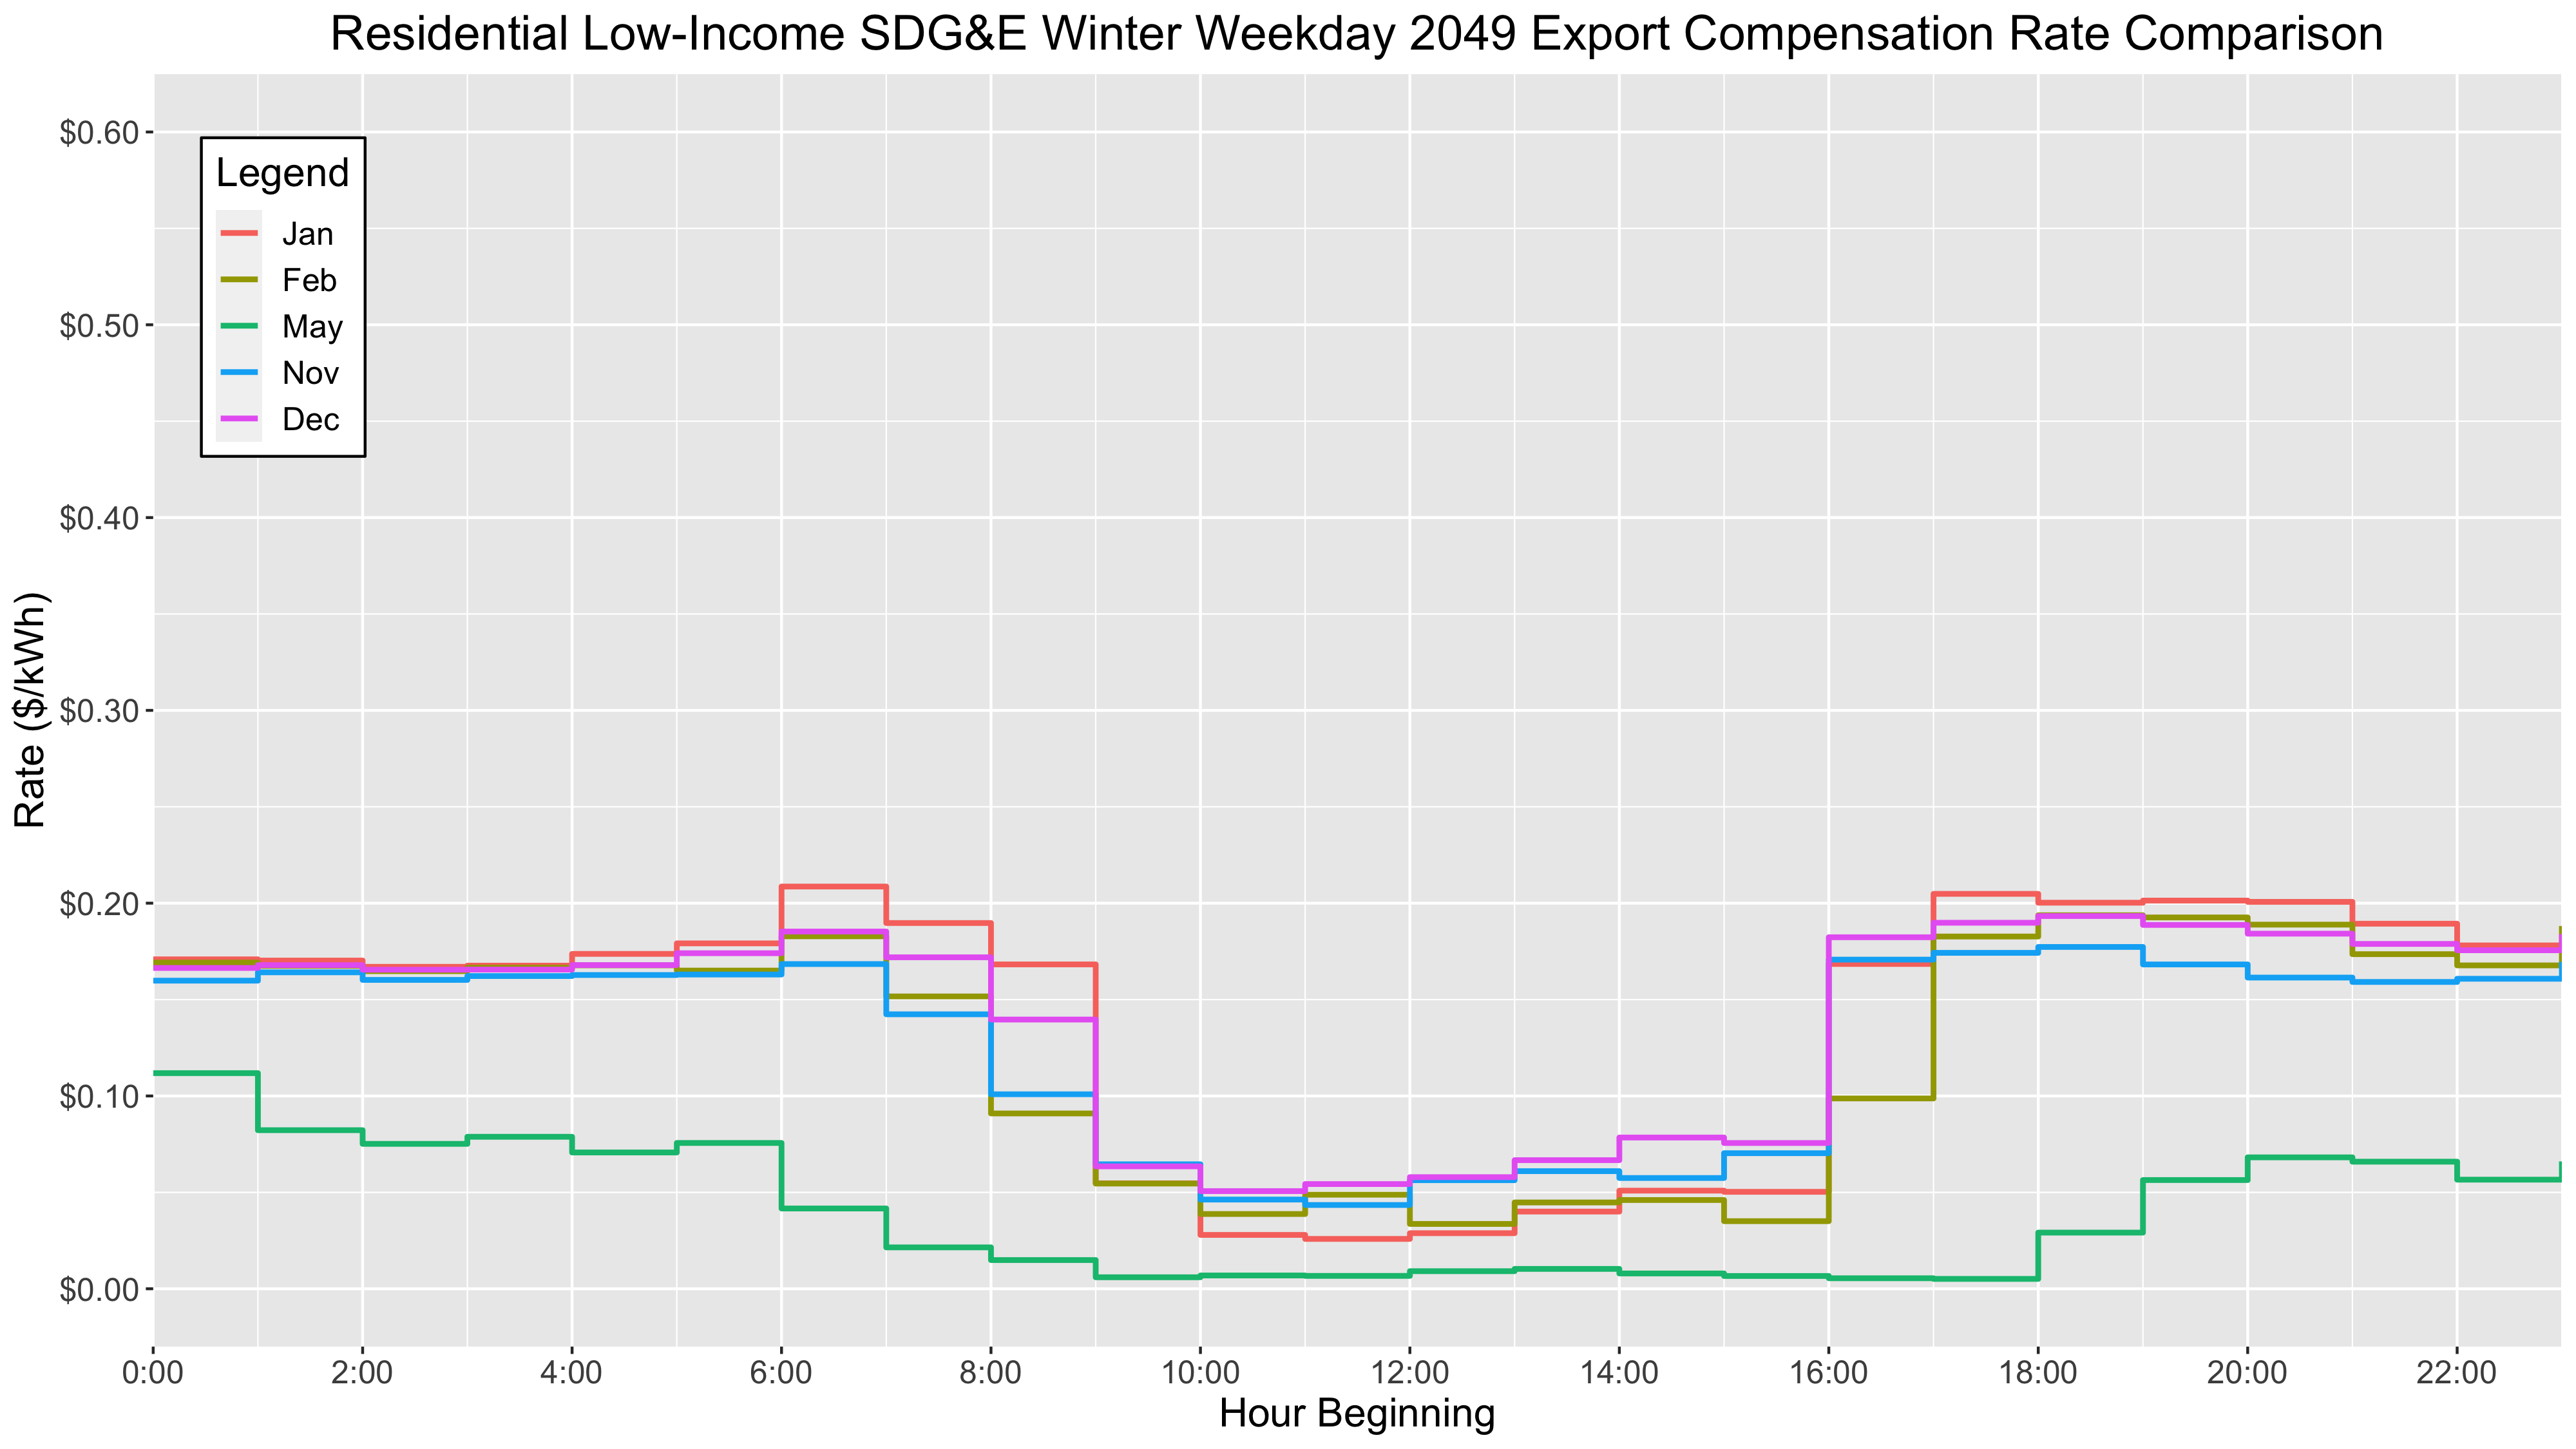 Residential Low-Income SDG&E Winter Weekday 2049 Export Compensation Rate Comparison
$0.60
$0.50
$0.40
$0.30
$0.20
$0.10
$0.00
Rate ($/kWh)
Legend
Jan
Feb
May
Nov
Dec
0:00 2:00 4:00 6:00 8:00 10:00 12:00 14:00 16:00 18:00 20:00 22:00
Hour Beginning